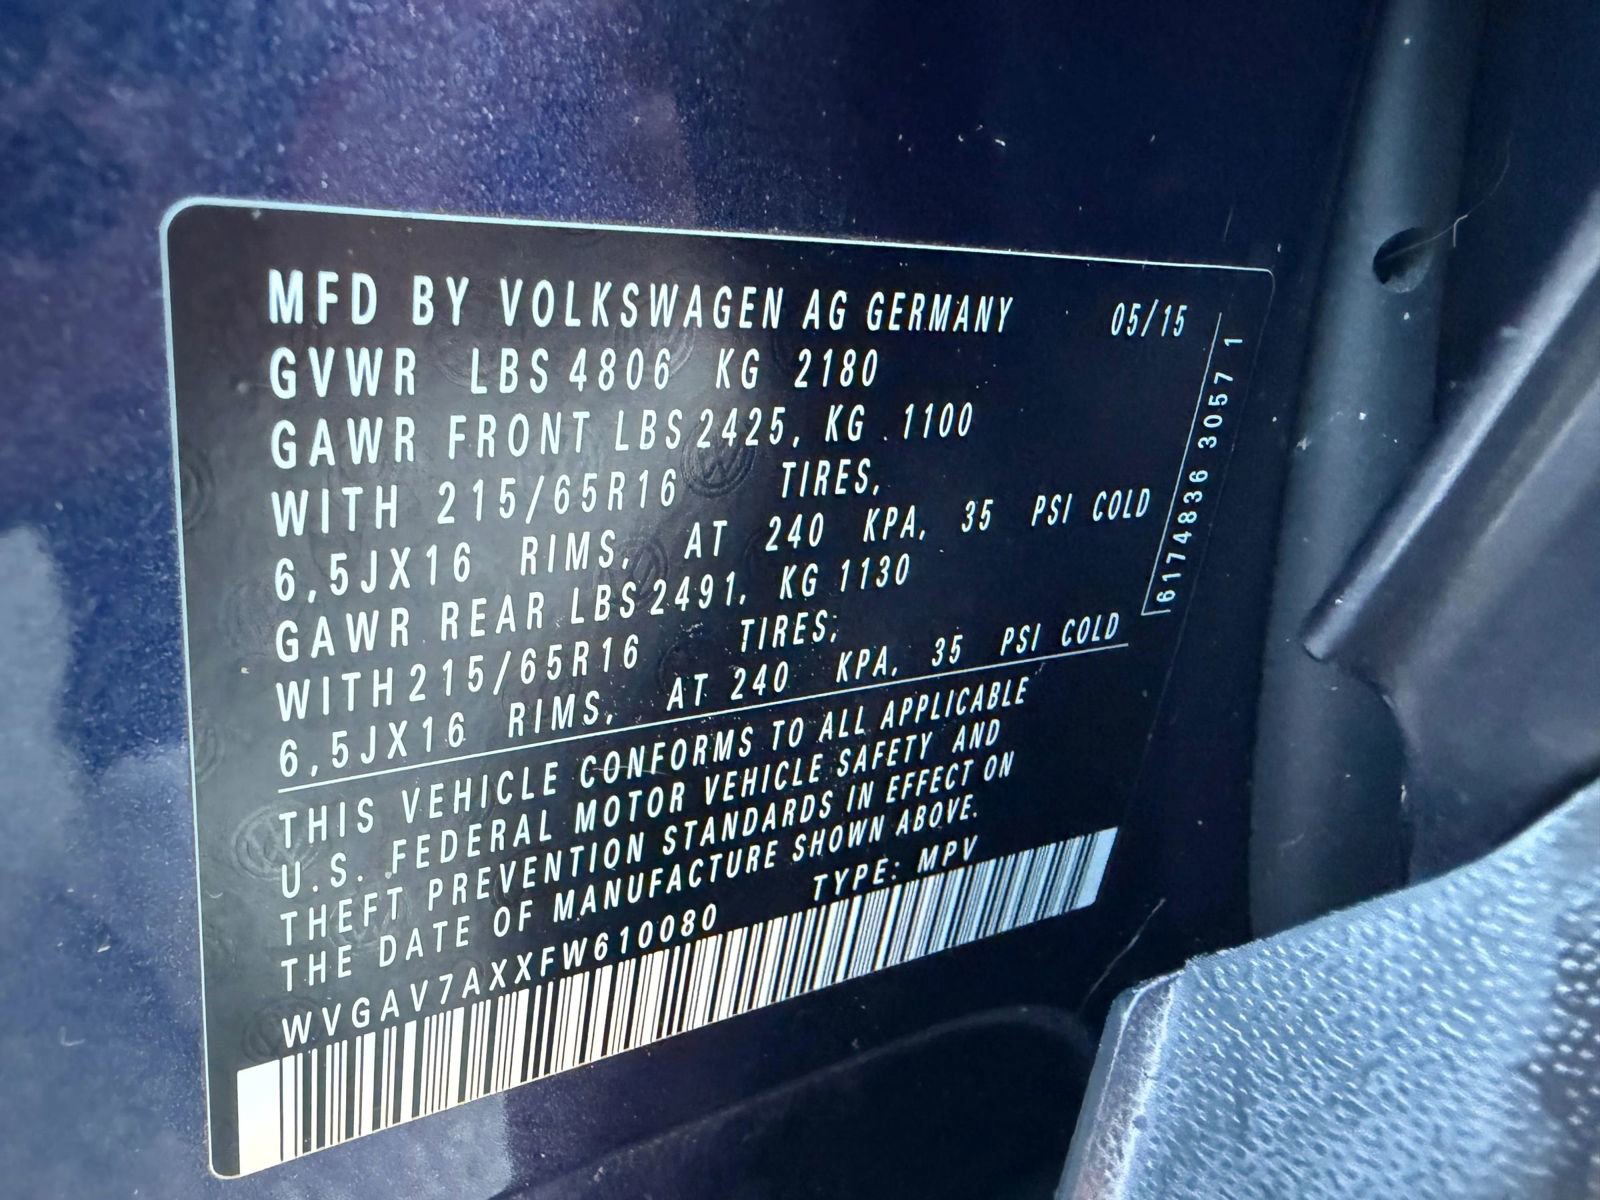 MFD BY VOLKSWAGEN AG GERMANY 05/15
GVWR LBS 4806 KG 2180
GAWR FRONT LBS 2425, KG 1100
WITH 215/65R16 TIRES,
6,5JX16 RIMS, AT 240 KPA, 35 PSI COLD
GAWR REAR LBS 2491, KG 1130
WITH 215/65R16 TIRES,
6,5JX16 RIMS, AT 240 KPA, 35 PSI COLD
THIS VEHICLE CONFORMS TO ALL APPLICABLE
U.S. FEDERAL MOTOR VEHICLE SAFETY AND
THEFT PREVENTION STANDARDS IN EFFECT ON
THE DATE OF MANUFACTURE SHOWN ABOVE.
WVGAV7AXXFW610080 TYPE: MPV
6174836 3057 1